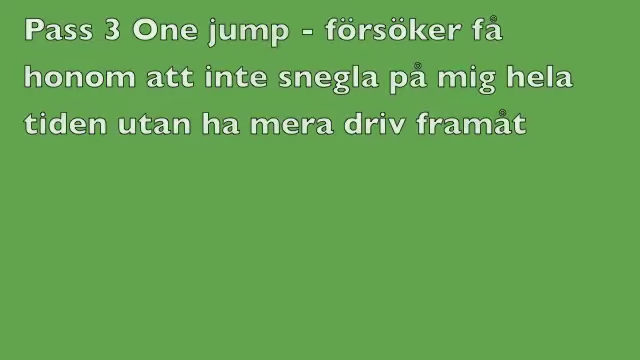 Pass 3 One jump - försöker få
honom att inte snegla på mig hela
tiden utan ha mera driv framåt